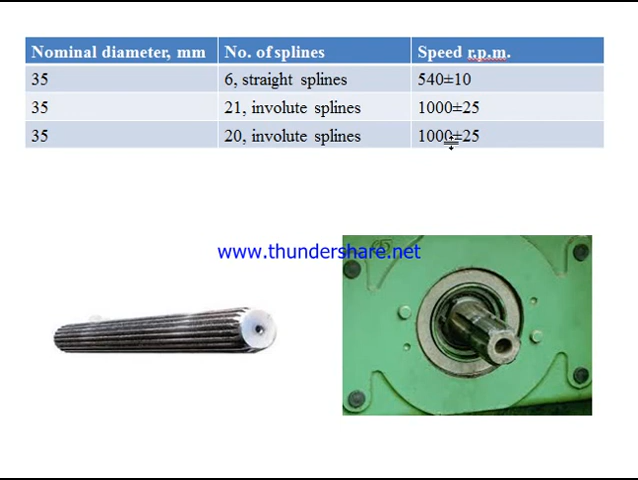 Nominal diameter, mm No. of splines Speed r.p.m.
35 6, straight splines 540±10
35 21, involute splines 1000±25
35 20, involute splines 1000±25
www.thundershare.net